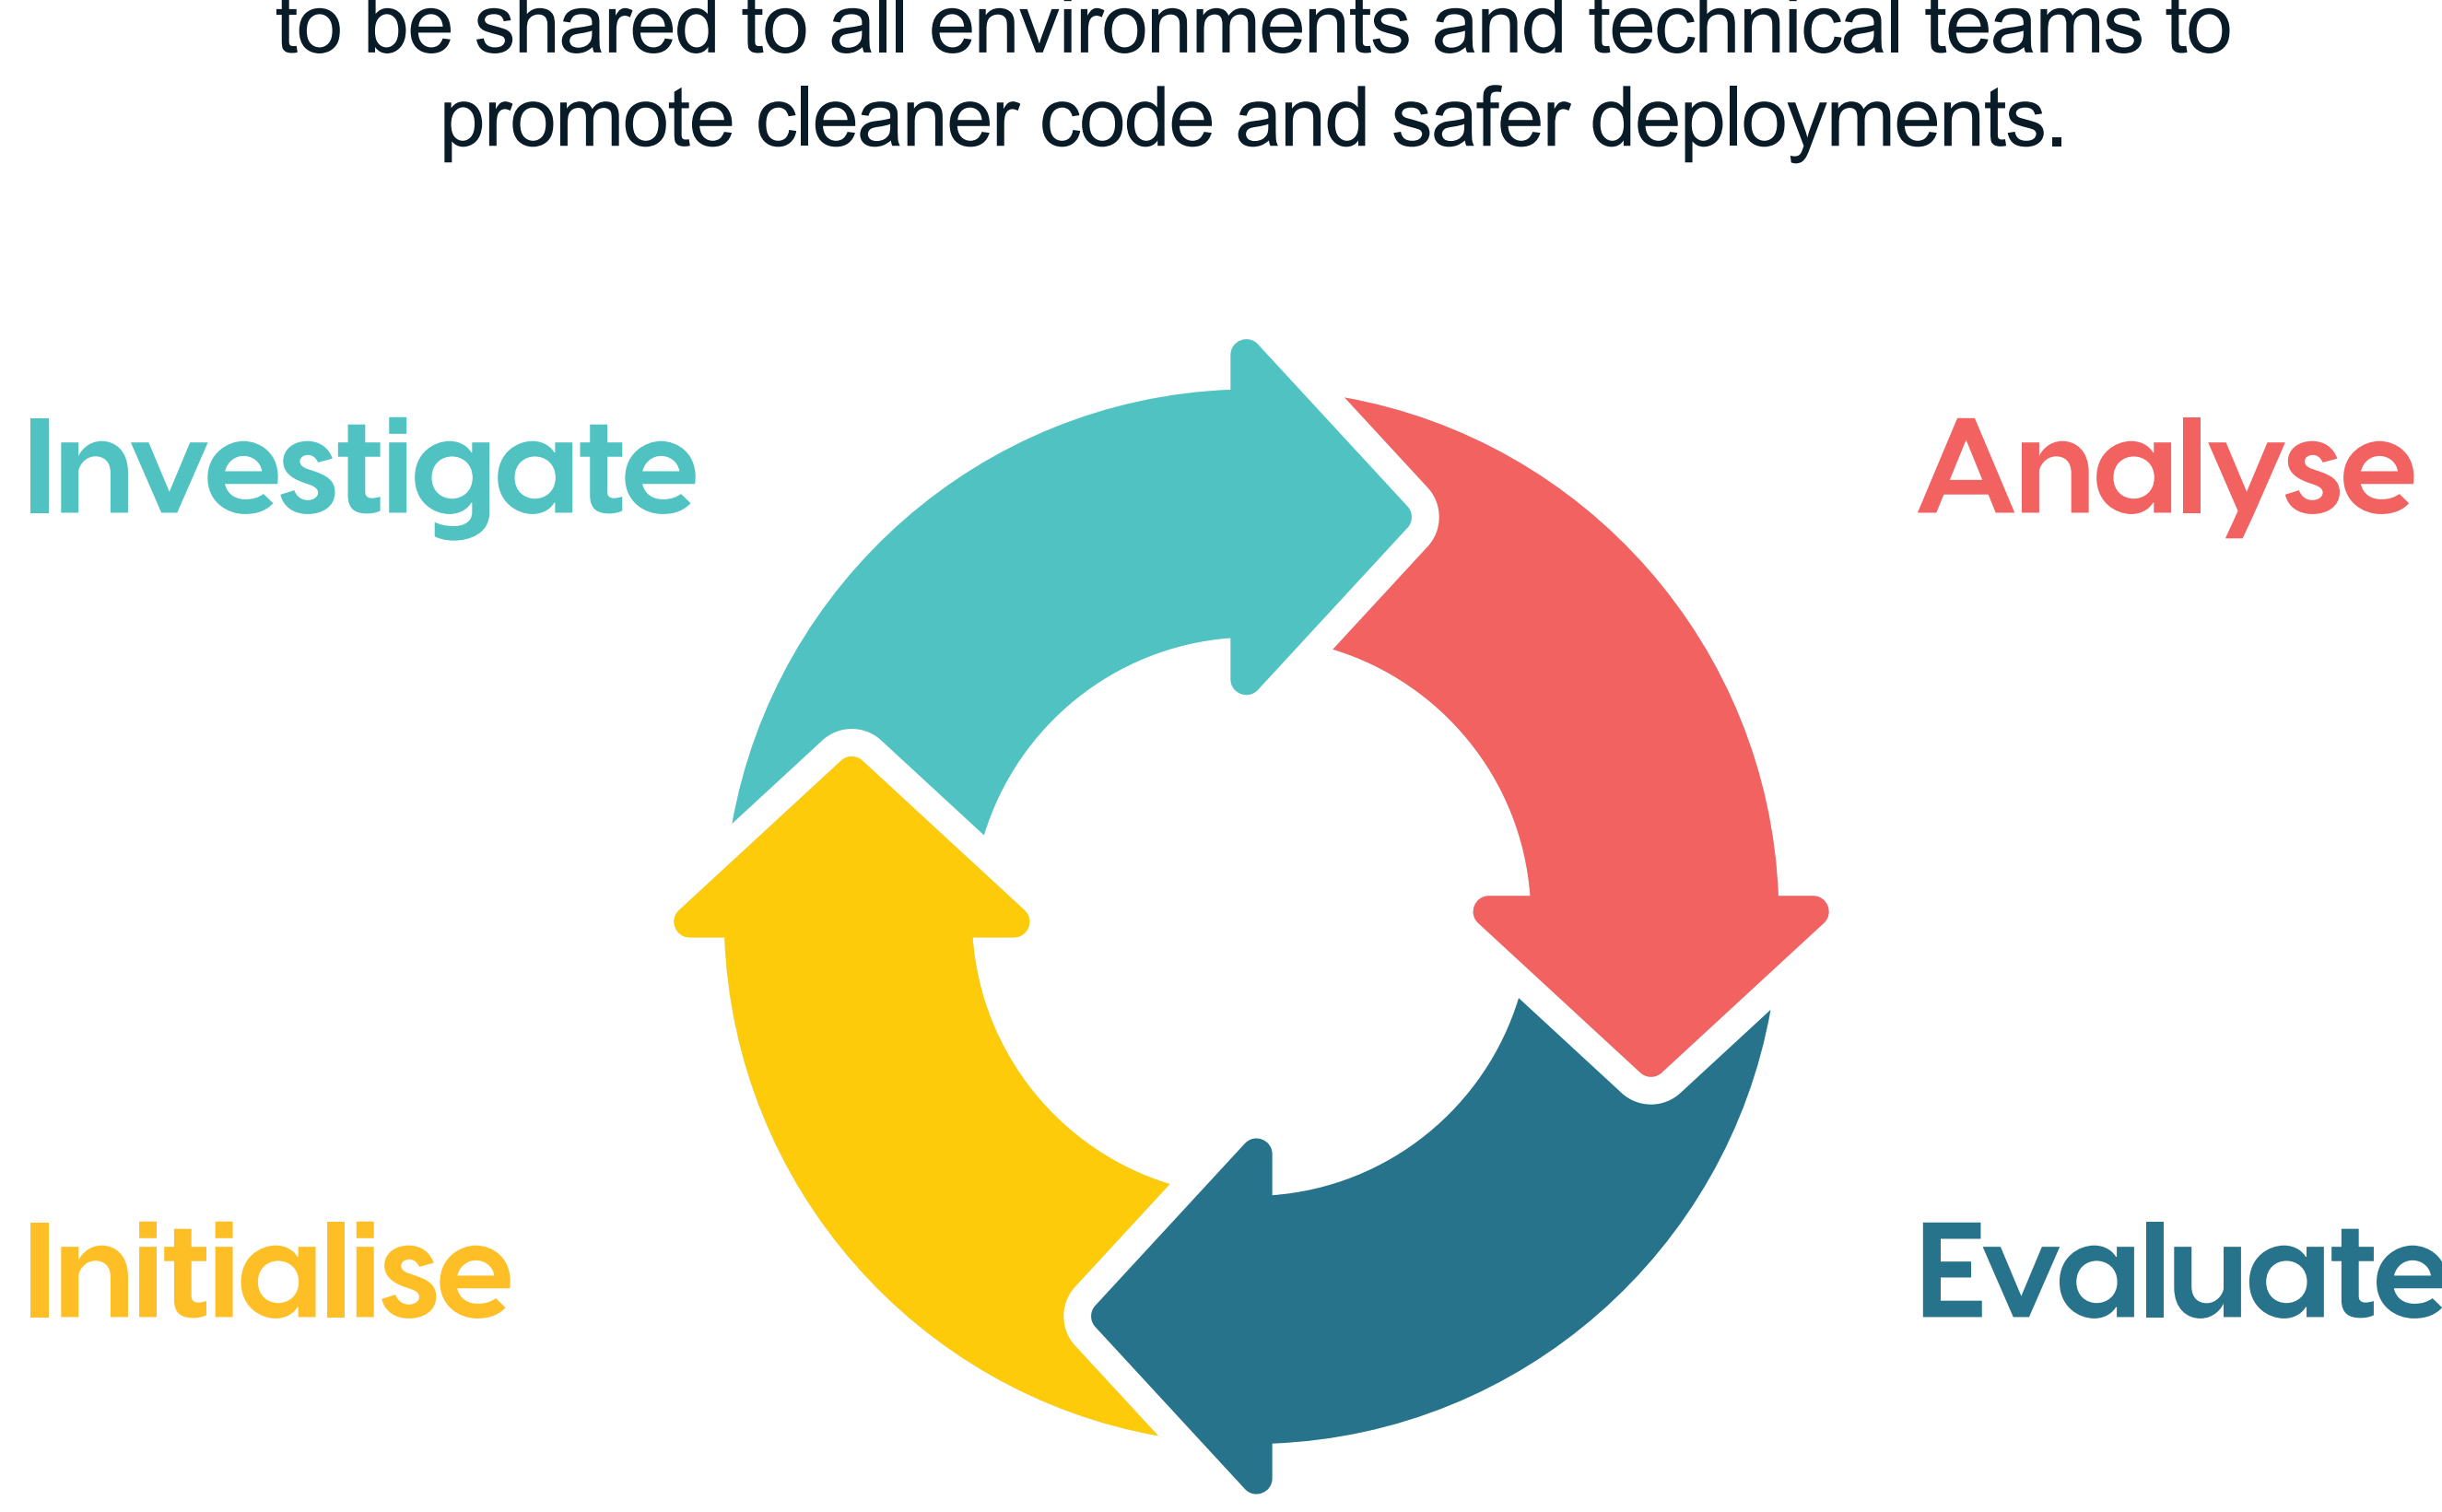 to be shared to all environments and technical teams to
promote cleaner code and safer deployments.
Investigate
Analyse
Initialise
Evaluate